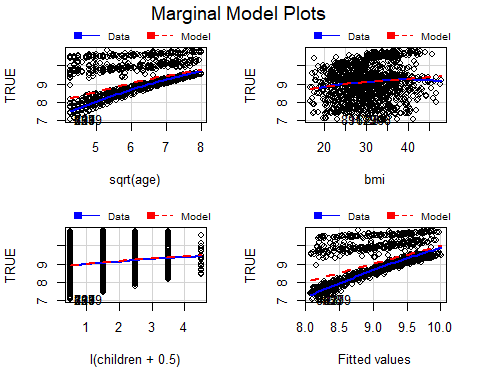 Marginal Model Plots
Data Model
TRUE
7 8 9
5 6 7 8
sqrt(age)
Data Model
TRUE
7 8 9
20 30 40
bmi
Data Model
TRUE
7 8 9
1 2 3 4
I(children + 0.5)
Data Model
TRUE
7 8 9
8.0 8.5 9.0 9.5 10.0
Fitted values